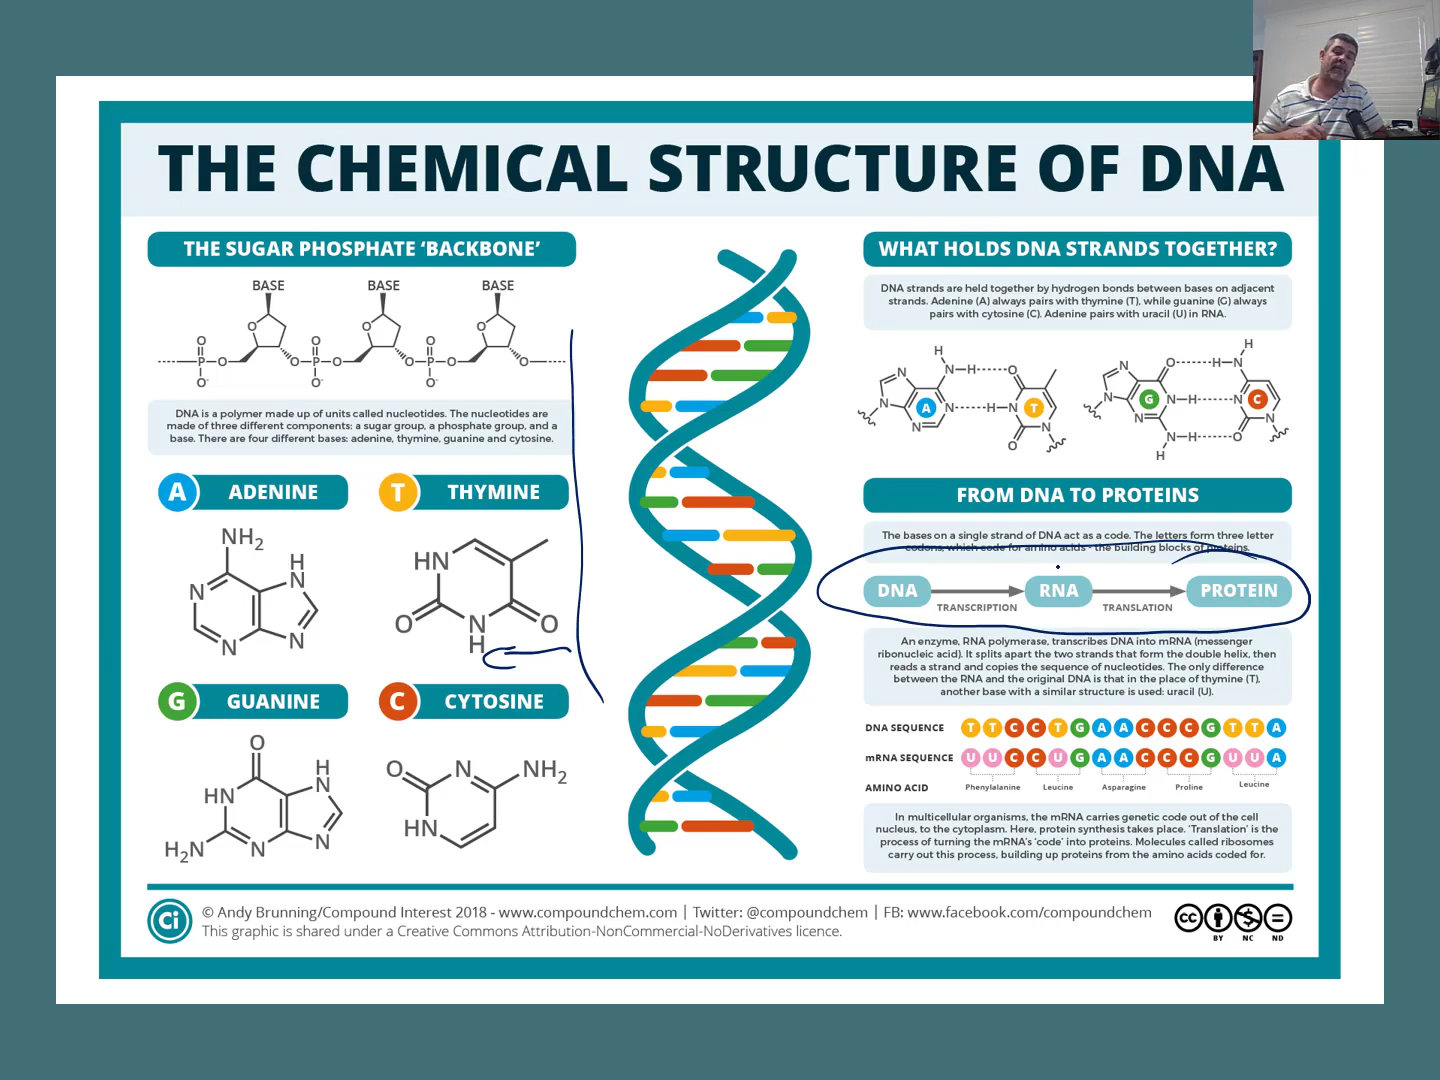 THE CHEMICAL STRUCTURE OF DNA
THE SUGAR PHOSPHATE ‘BACKBONE’
BASE BASE BASE
O O O
O O O
P O O P O O P O O
O⁻ O⁻ O⁻
DNA is a polymer made up of units called nucleotides. The nucleotides are
made of three different components: a sugar group, a phosphate group, and a
base. There are four different bases: adenine, thymine, guanine and cytosine.
A ADENINE
NH₂
H
N N
N N
T THYMINE
HN
O N O
H
G GUANINE
O
H
HN N
H₂N N N
C CYTOSINE
O N NH₂
HN
WHAT HOLDS DNA STRANDS TOGETHER?
DNA strands are held together by hydrogen bonds between bases on adjacent
strands. Adenine (A) always pairs with thymine (T), while guanine (G) always
pairs with cytosine (C). Adenine pairs with uracil (U) in RNA.
H
N N H O
N A N H N T
N O N
H
N O H N
N G N H N C
N N H O N
H
FROM DNA TO PROTEINS
The bases on a single strand of DNA act as a code. The letters form three letter
codons, which code for amino acids - the building blocks of proteins.
DNA RNA PROTEIN
TRANSCRIPTION TRANSLATION
An enzyme, RNA polymerase, transcribes DNA into mRNA (messenger
ribonucleic acid). It splits apart the two strands that form the double helix, then
reads a strand and copies the sequence of nucleotides. The only difference
between the RNA and the original DNA is that in the place of thymine (T),
another base with a similar structure is used: uracil (U).
DNA SEQUENCE T T C C T G A A C C C G T T A
mRNA SEQUENCE U U C C U G A A C C C G U U A
AMINO ACID Phenylalanine Leucine Asparagine Proline Leucine
In multicellular organisms, the mRNA carries genetic code out of the cell
nucleus, to the cytoplasm. Here, protein synthesis takes place. ‘Translation’ is the
process of turning the mRNA’s ‘code’ into proteins. Molecules called ribosomes
carry out this process, building up proteins from the amino acids coded for.
Ci
© Andy Brunning/Compound Interest 2018 - www.compoundchem.com | Twitter: @compoundchem | FB: www.facebook.com/compoundchem
This graphic is shared under a Creative Commons Attribution-NonCommercial-NoDerivatives licence.
cc
BY NC ND